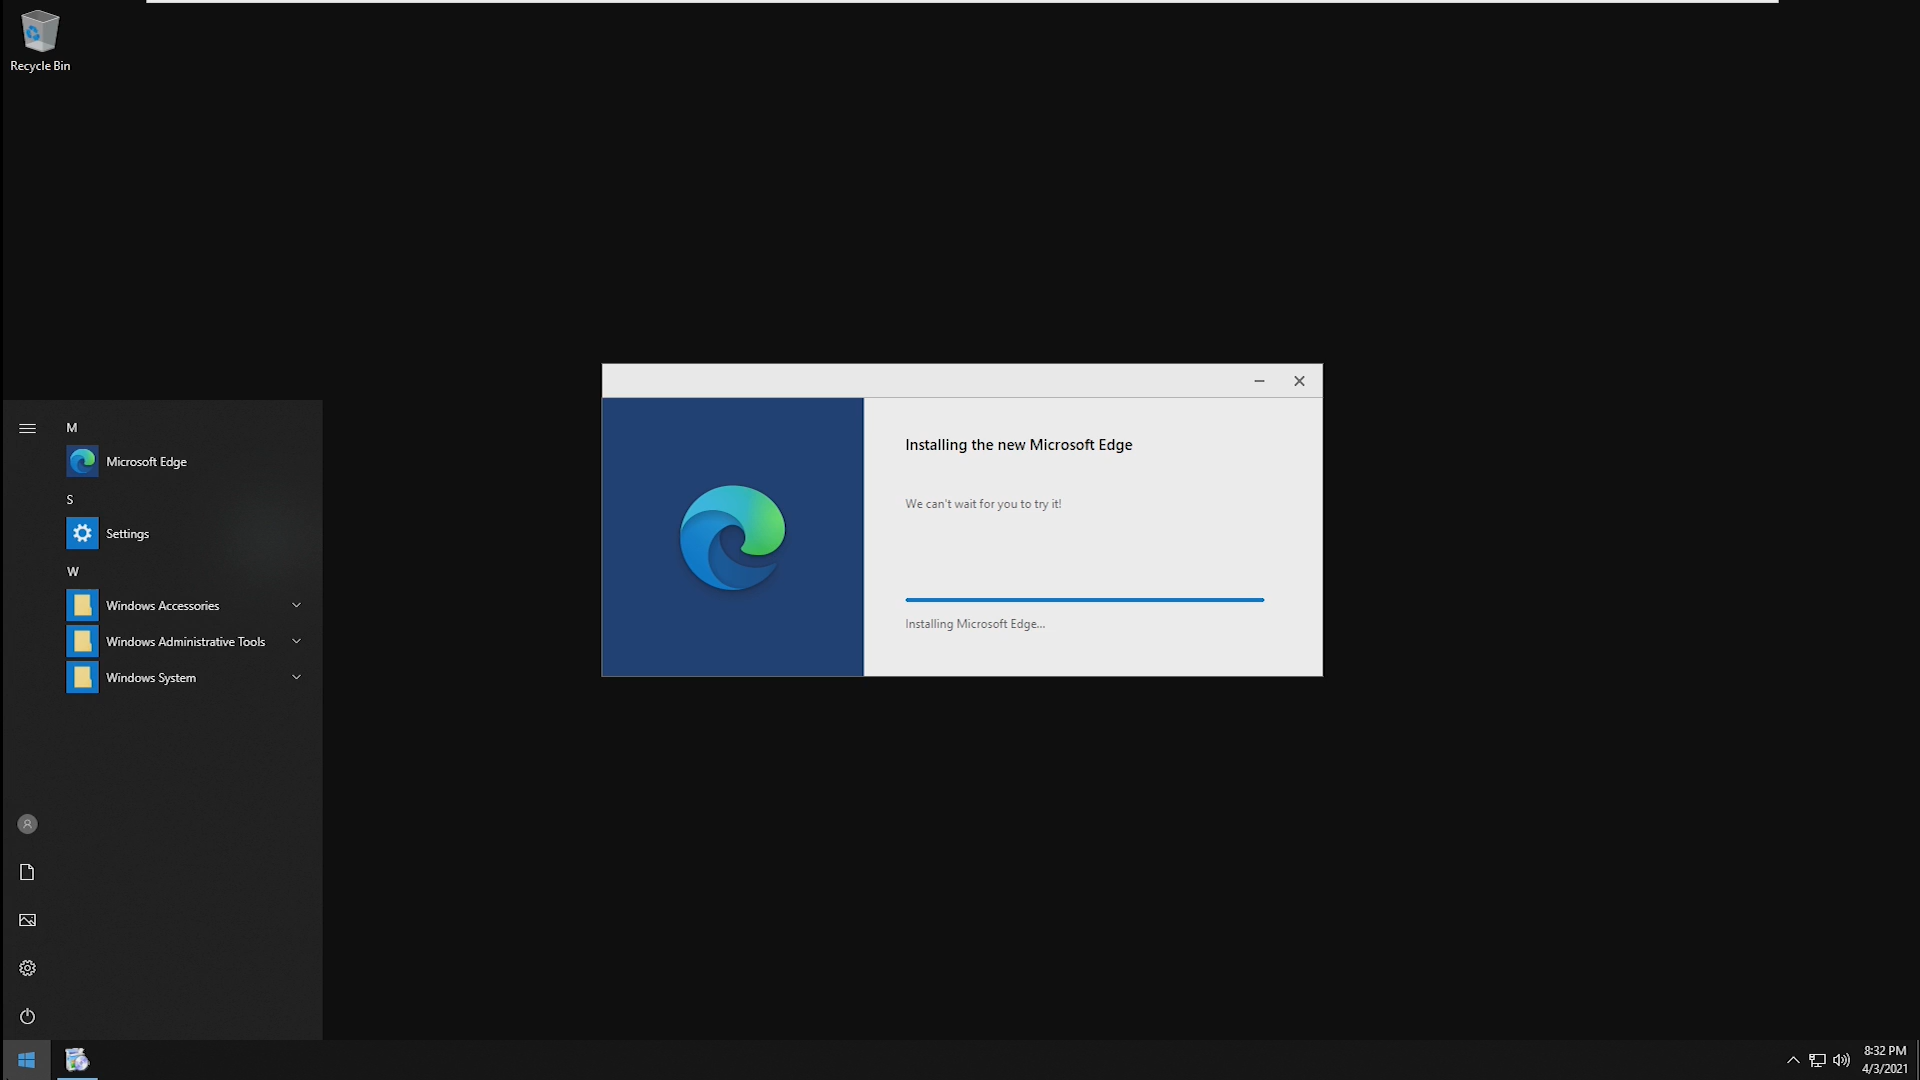 Recycle Bin
Installing the new Microsoft Edge
We can't wait for you to try it!
Installing Microsoft Edge...
M
Microsoft Edge
S
Settings
W
Windows Accessories
Windows Administrative Tools
Windows System
8:32 PM
4/3/2021